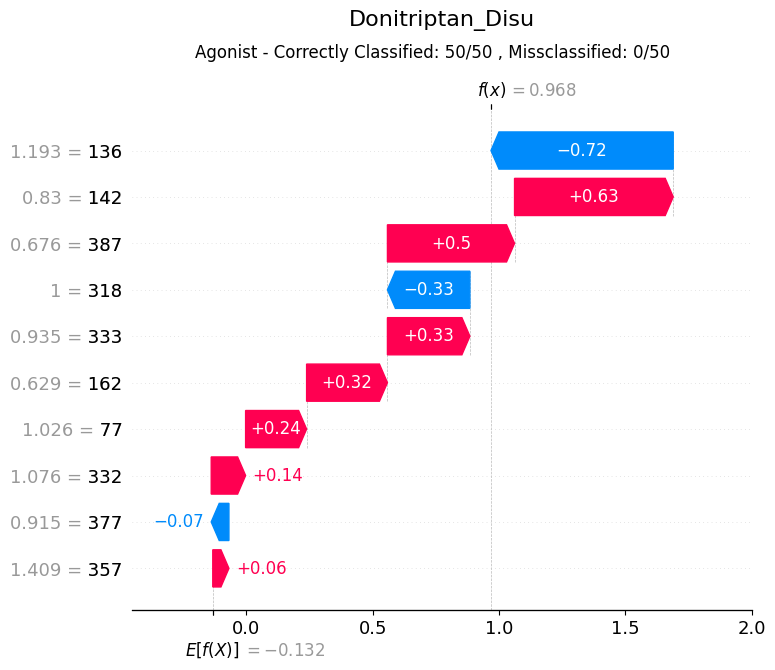 Donitriptan_Disu
Agonist - Correctly Classified: 50/50 , Missclassified: 0/50
f(x) = 0.968
1.193 = 136 −0.72
0.83 = 142 +0.63
0.676 = 387 +0.5
1 = 318 −0.33
0.935 = 333 +0.33
0.629 = 162 +0.32
1.026 = 77 +0.24
1.076 = 332 +0.14
0.915 = 377 −0.07
1.409 = 357 +0.06
0.0 0.5 1.0 1.5 2.0
E[f(X)] = −0.132